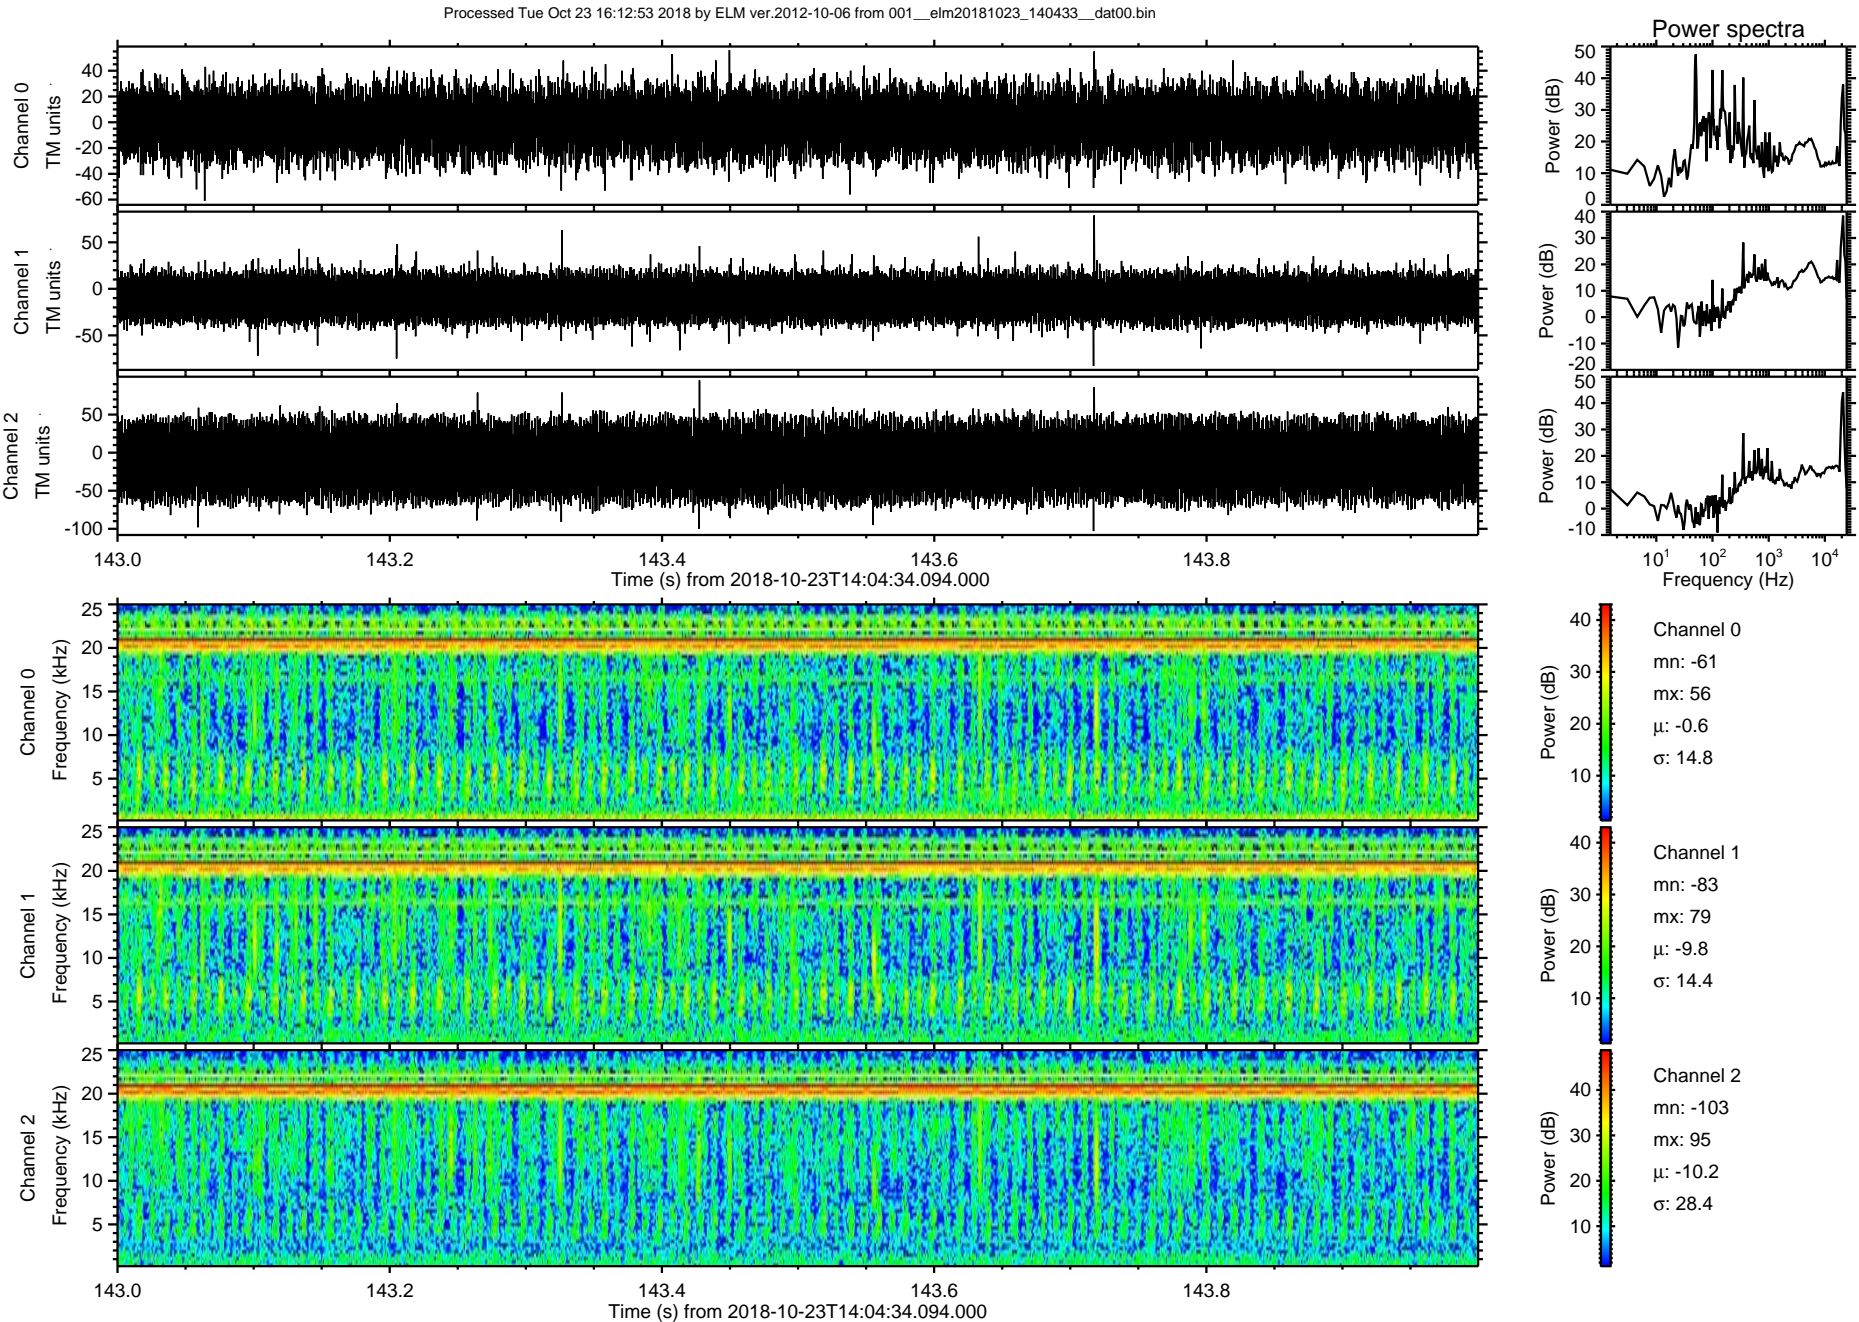 Processed Tue Oct 23 16:12:53 2018 by ELM ver.2012-10-06 from 001__elm20181023_140433__dat00.bin
Power spectra
Channel 0
TM units
40
20
0
-20
-40
-60
Power (dB)
50
40
30
20
10
0
Channel 1
TM units
50
0
-50
Power (dB)
40
30
20
10
0
-10
-20
Channel 2
TM units
50
0
-50
-100
Power (dB)
50
40
30
20
10
0
-10
143.0 143.2 143.4 143.6 143.8
Time (s) from 2018-10-23T14:04:34.094.000
10^1 10^2 10^3 10^4
Frequency (Hz)
Channel 0
Frequency (kHz)
25
20
15
10
5
Power (dB)
40
30
20
10
Channel 0
mn: -61
mx: 56
μ: -0.6
σ: 14.8
Channel 1
Frequency (kHz)
25
20
15
10
5
Power (dB)
40
30
20
10
Channel 1
mn: -83
mx: 79
μ: -9.8
σ: 14.4
Channel 2
Frequency (kHz)
25
20
15
10
5
Power (dB)
40
30
20
10
Channel 2
mn: -103
mx: 95
μ: -10.2
σ: 28.4
143.0 143.2 143.4 143.6 143.8
Time (s) from 2018-10-23T14:04:34.094.000